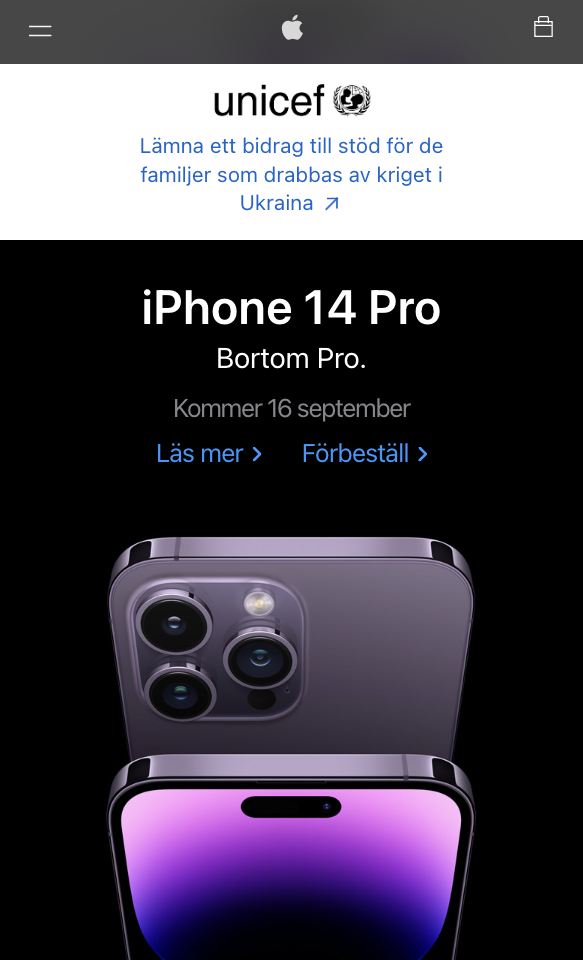 unicef
Lämna ett bidrag till stöd för de
familjer som drabbas av kriget i
Ukraina
iPhone 14 Pro
Bortom Pro.
Kommer 16 september
Läs mer
Förbeställ